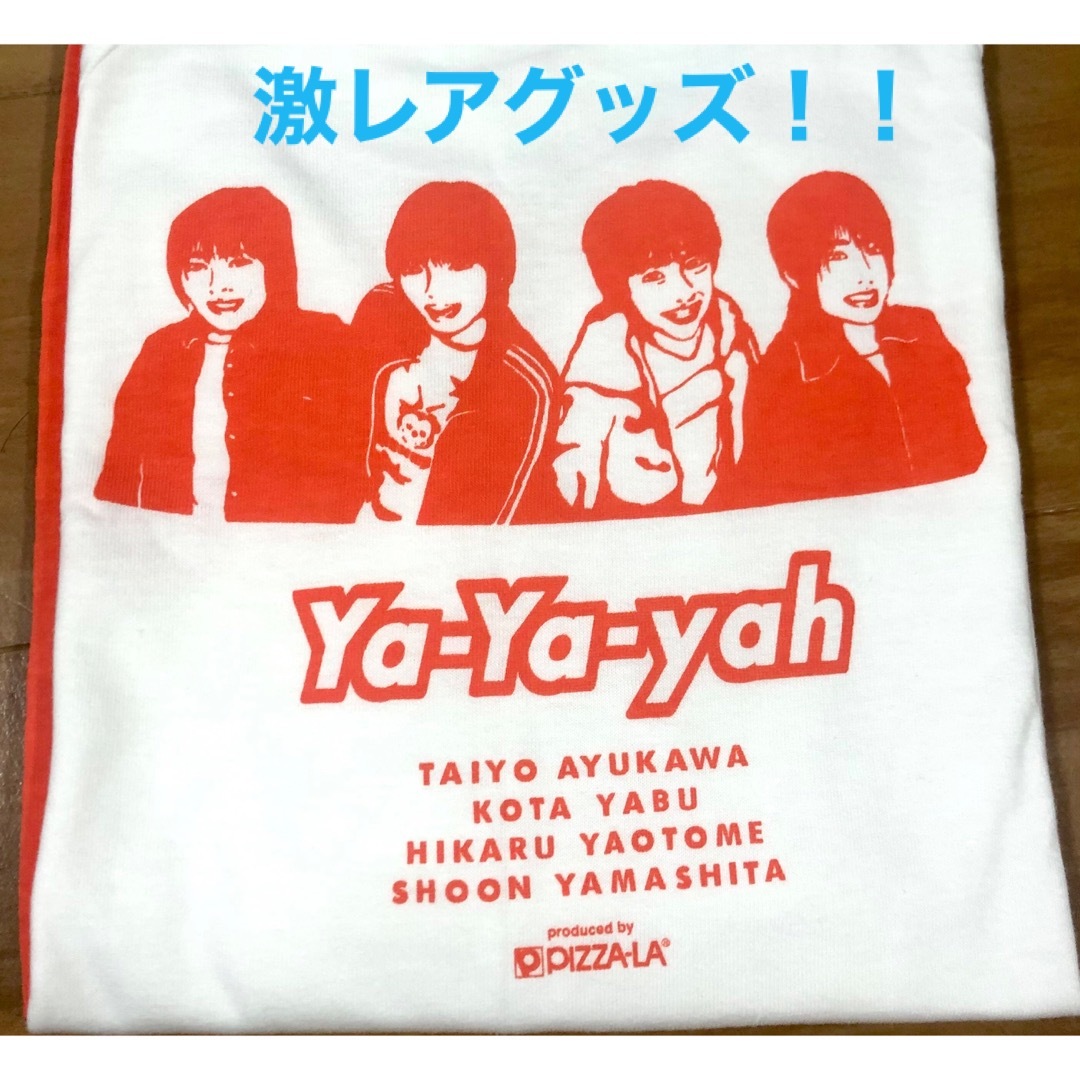 激レアグッズ！！
Ya-Ya-yah
TAIYO AYUKAWA
KOTA YABU
HIKARU YAOTOME
SHOON YAMASHITA
produced by
PIZZA-LA®